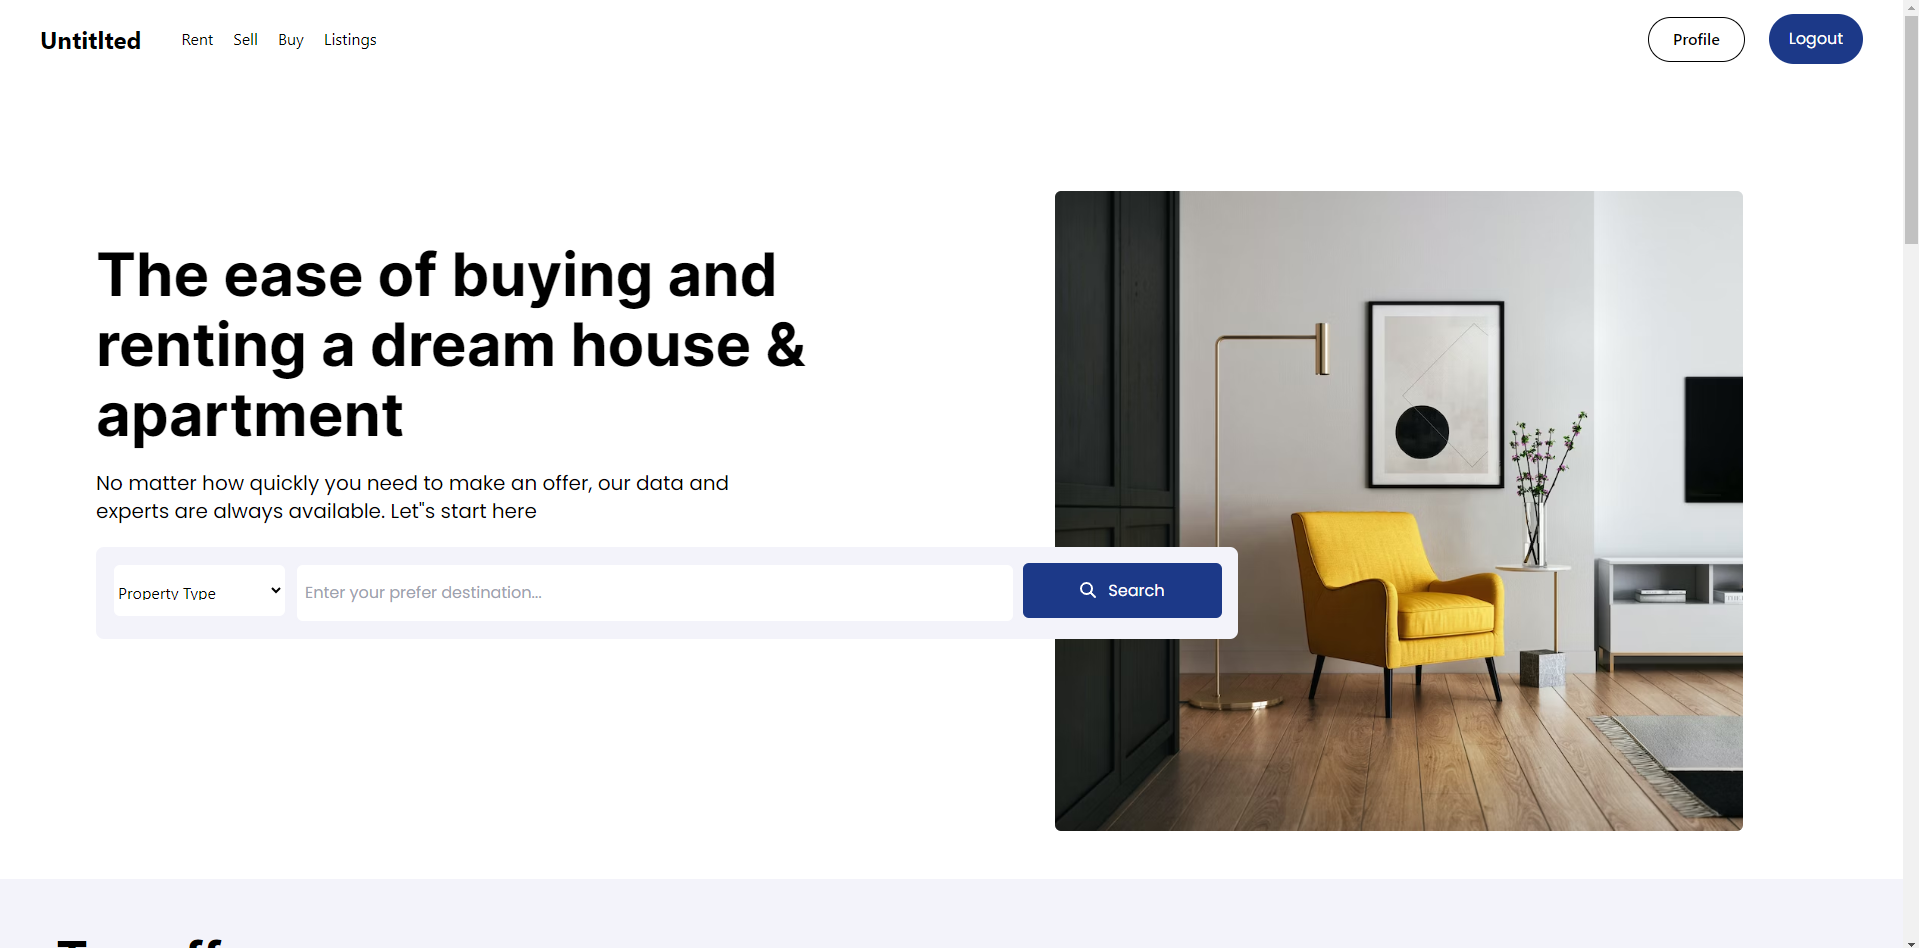 Untitlted
Rent Sell Buy Listings
Profile
Logout
The ease of buying and
renting a dream house &
apartment
No matter how quickly you need to make an offer, our data and
experts are always available. Let"s start here
Property Type
Enter your prefer destination...
Search